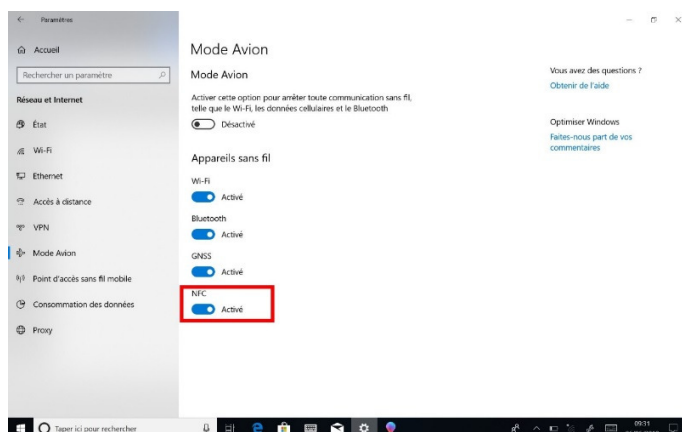 Paramètres
Accueil
Rechercher un paramètre
Réseau et Internet
État
Wi-Fi
Ethernet
Accès à distance
VPN
Mode Avion
Point d'accès sans fil mobile
Consommation des données
Proxy
Mode Avion
Mode Avion
Activer cette option pour arrêter toute communication sans fil,
telle que le Wi-Fi, les données cellulaires et le Bluetooth
Désactivé
Appareils sans fil
Wi-Fi
Activé
Bluetooth
Activé
GNSS
Activé
NFC
Activé
Vous avez des questions ?
Obtenir de l'aide
Optimiser Windows
Faites-nous part de vos
commentaires
Taper ici pour rechercher
09:31